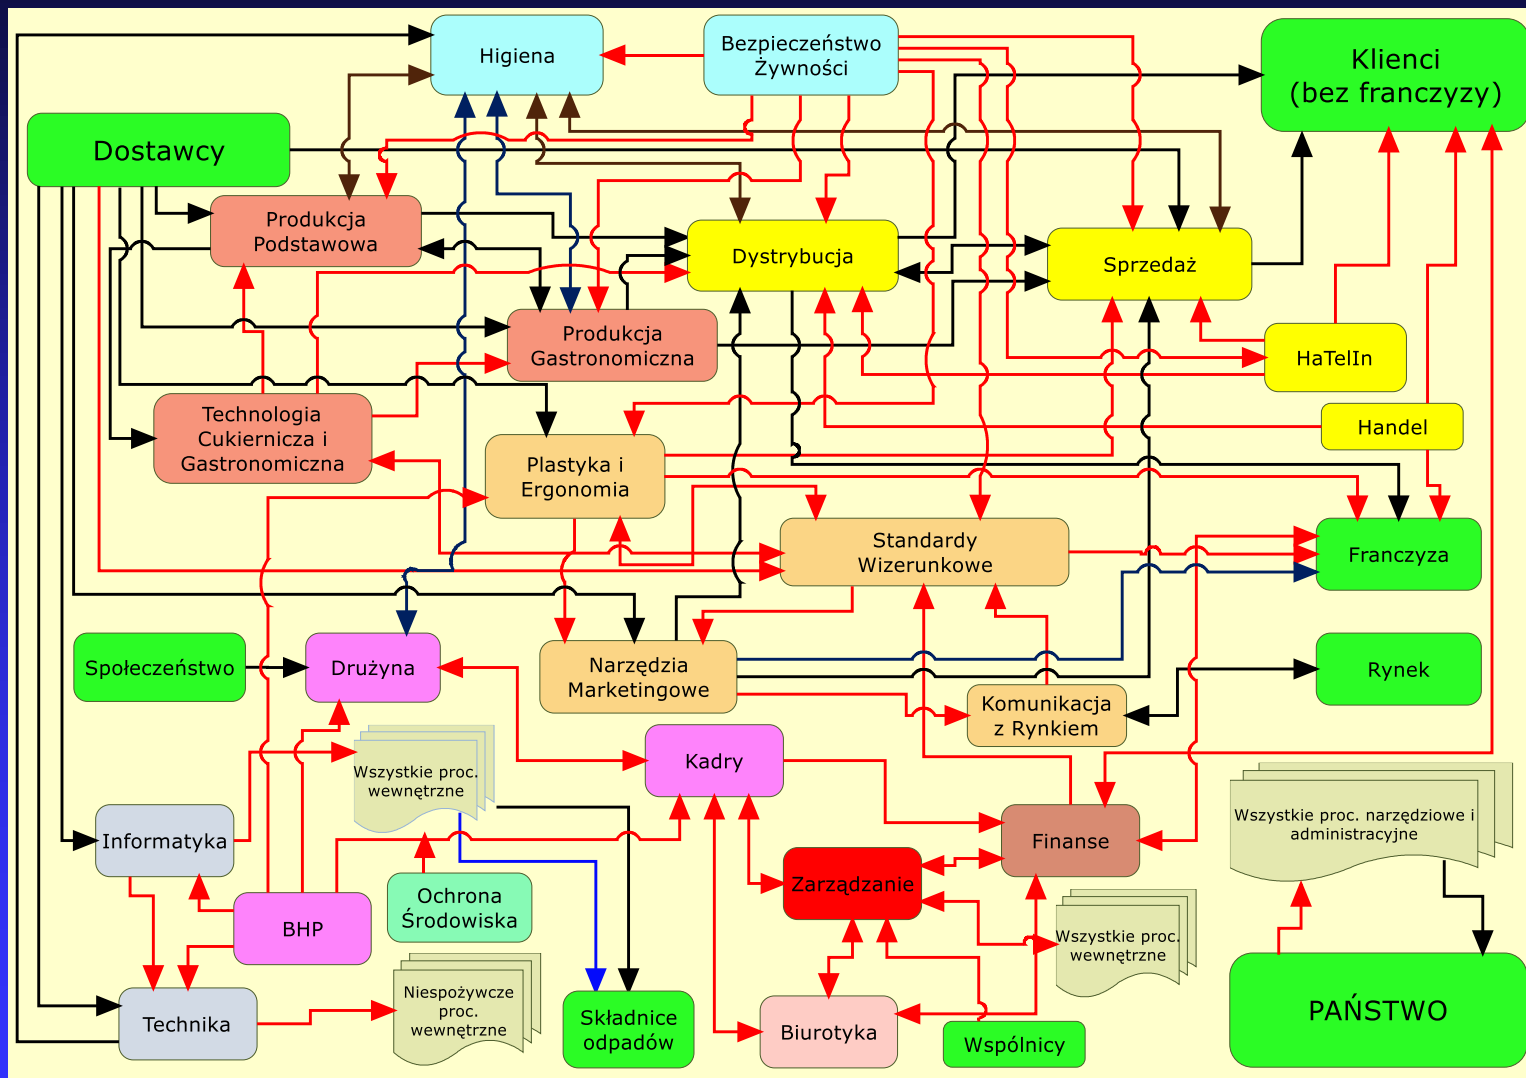 Higiena
Bezpieczeństwo
Żywności
Klienci
(bez franczyzy)
Dostawcy
Produkcja
Podstawowa
Dystrybucja
Sprzedaż
Produkcja
Gastronomiczna
HaTelIn
Technologia
Cukiernicza i
Gastronomiczna
Handel
Plastyka i
Ergonomia
Standardy
Wizerunkowe
Franczyza
Społeczeństwo
Drużyna
Narzędzia
Marketingowe
Rynek
Komunikacja
z Rynkiem
Wszystkie proc.
wewnętrzne
Kadry
Wszystkie proc. narzędziowe i
administracyjne
Informatyka
Finanse
Zarządzanie
Ochrona
Środowiska
BHP
Wszystkie proc.
wewnętrzne
Niespożywcze
proc.
wewnętrzne
Technika
Składnice
odpadów
Biurotyka
Wspólnicy
PAŃSTWO